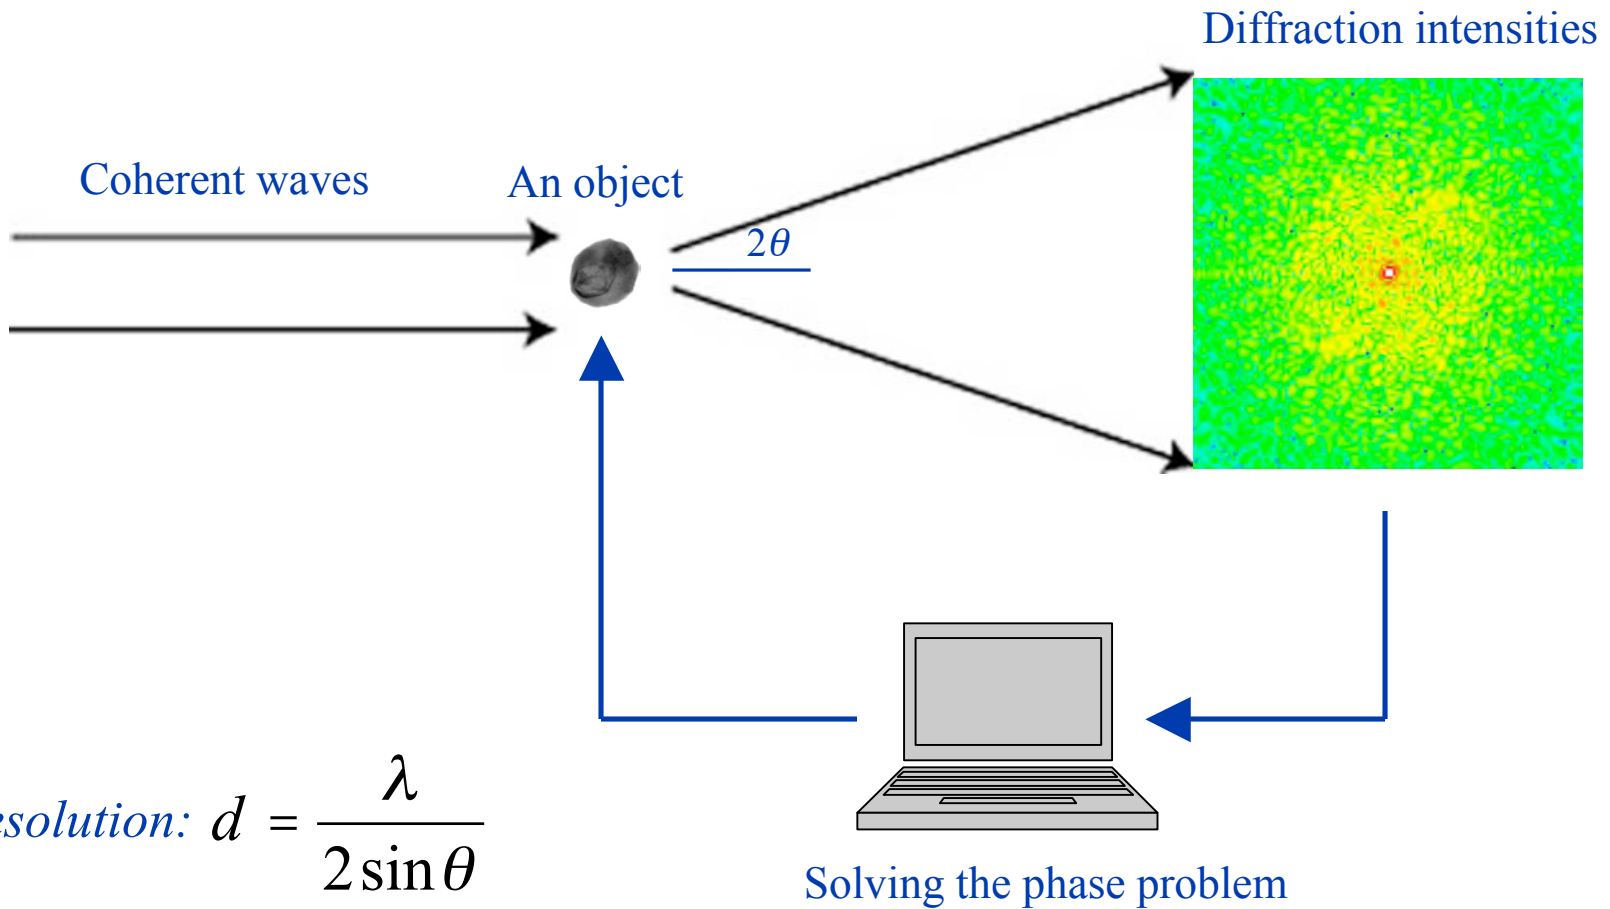 Diffraction intensities
Coherent waves
An object
2θ
esolution: d = λ / 2 sin θ
Solving the phase problem